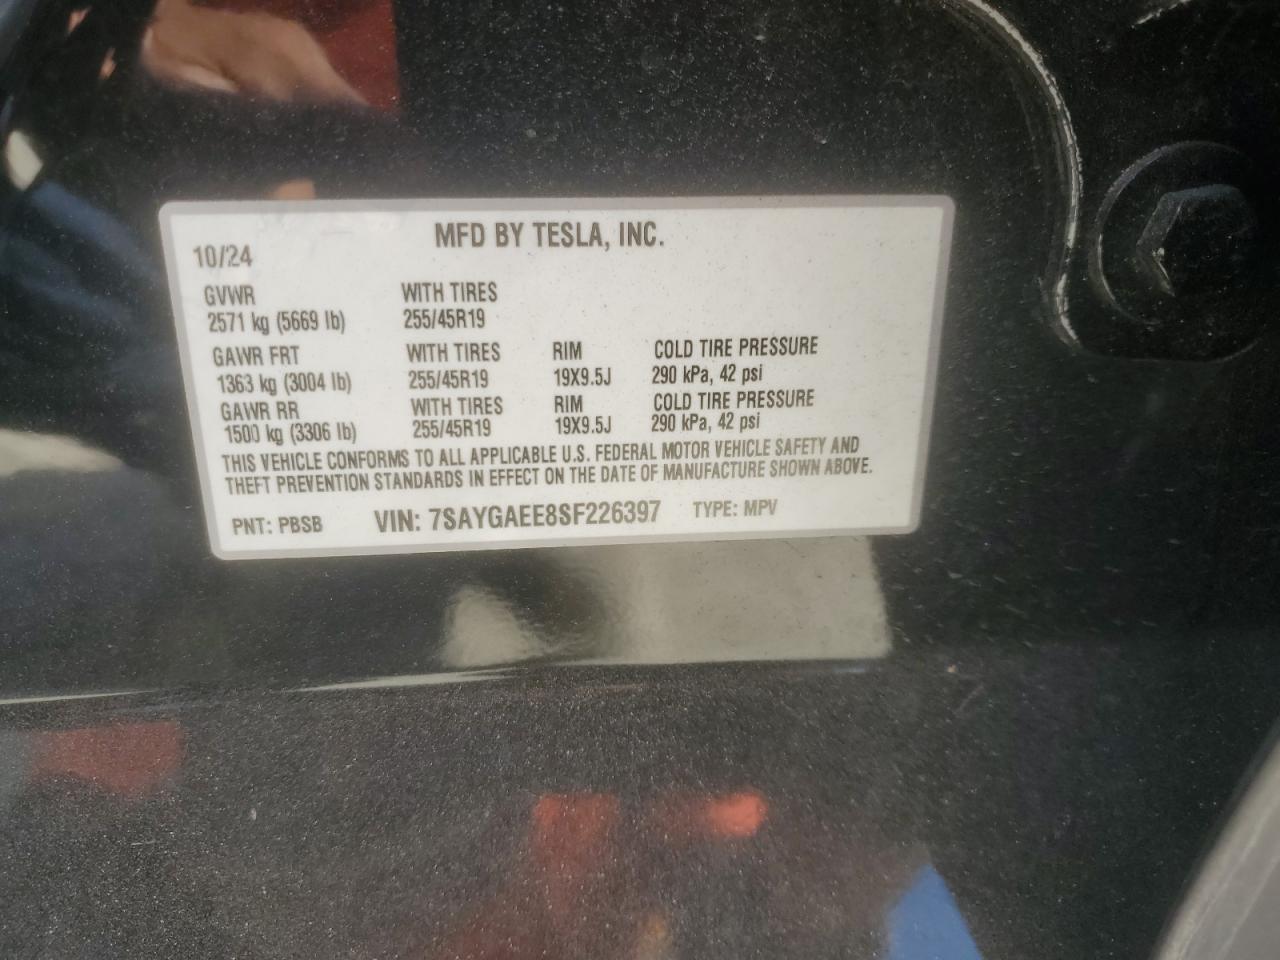 MFD BY TESLA, INC.
10/24
GVWR WITH TIRES
2571 kg (5669 lb) 255/45R19
GAWR FRT WITH TIRES RIM COLD TIRE PRESSURE
1363 kg (3004 lb) 255/45R19 19X9.5J 290 kPa, 42 psi
GAWR RR WITH TIRES RIM COLD TIRE PRESSURE
1500 kg (3306 lb) 255/45R19 19X9.5J 290 kPa, 42 psi
THIS VEHICLE CONFORMS TO ALL APPLICABLE U.S. FEDERAL MOTOR VEHICLE SAFETY AND
THEFT PREVENTION STANDARDS IN EFFECT ON THE DATE OF MANUFACTURE SHOWN ABOVE.
PNT: PBSB VIN: 7SAYGAEE8SF226397 TYPE: MPV